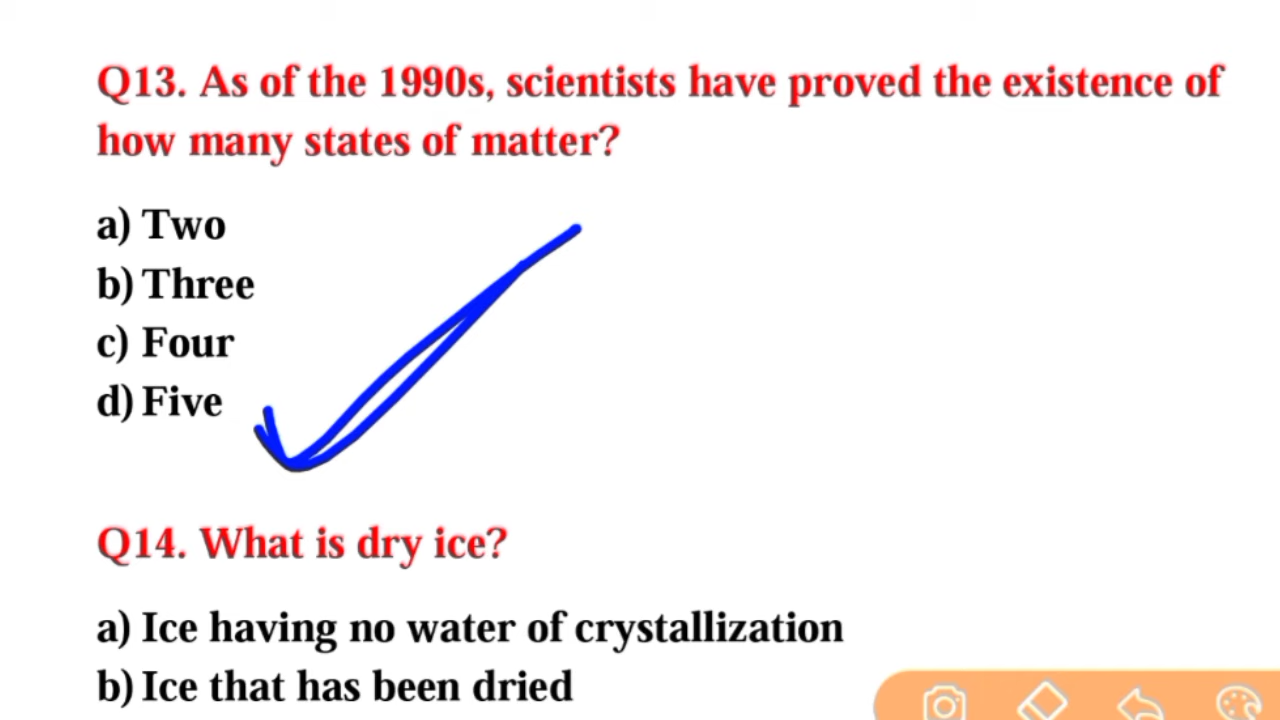 Q13. As of the 1990s, scientists have proved the existence of
how many states of matter?
a) Two
b) Three
c) Four
d) Five
Q14. What is dry ice?
a) Ice having no water of crystallization
b) Ice that has been dried